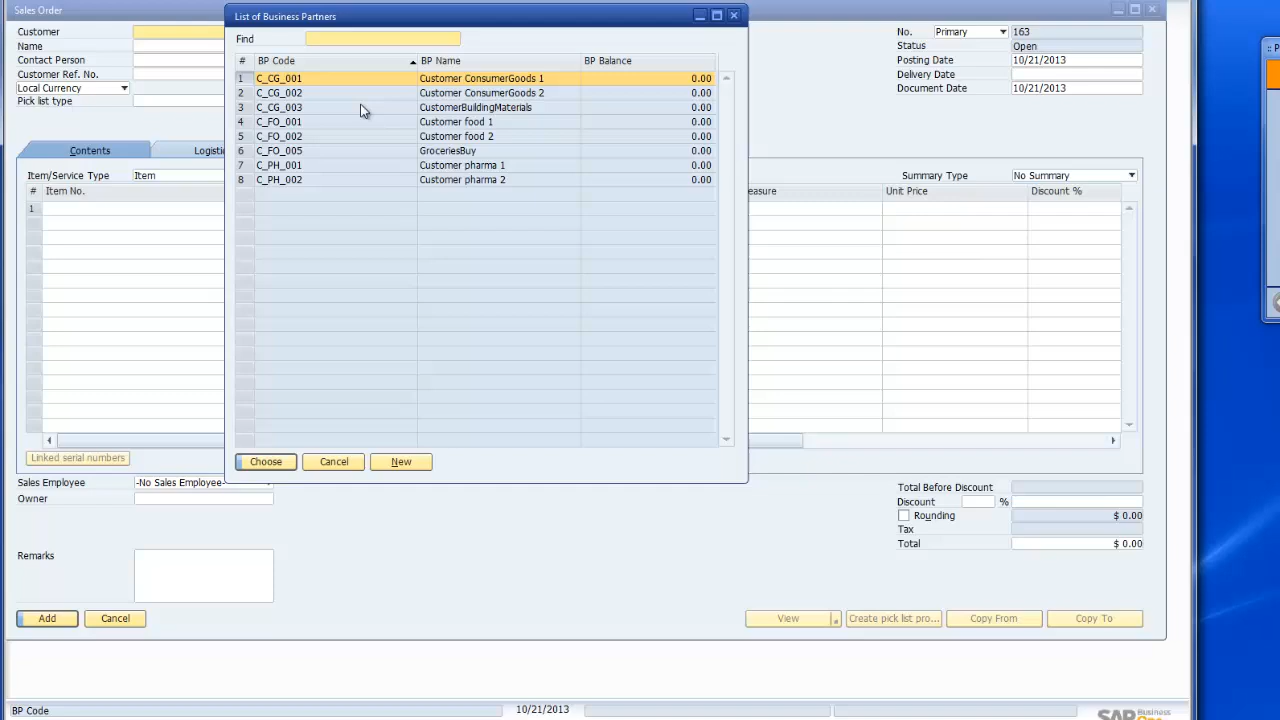 Sales Order
List of Business Partners
Customer
Name
Contact Person
Customer Ref. No.
Local Currency
Pick list type
No. Primary 163
Status Open
Posting Date 10/21/2013
Delivery Date
Document Date 10/21/2013
Find
# BP Code BP Name BP Balance
1 C_CG_001 Customer ConsumerGoods 1 0.00
2 C_CG_002 Customer ConsumerGoods 2 0.00
3 C_CG_003 CustomerBuildingMaterials 0.00
4 C_FO_001 Customer food 1 0.00
5 C_FO_002 Customer food 2 0.00
6 C_FO_005 GroceriesBuy 0.00
7 C_PH_001 Customer pharma 1 0.00
8 C_PH_002 Customer pharma 2 0.00
Choose Cancel New
Contents Logisti
Item/Service Type Item
Summary Type No Summary
# Item No. easure Unit Price Discount %
1
Linked serial numbers
Sales Employee -No Sales Employee-
Owner
Total Before Discount
Discount %
Rounding $ 0.00
Tax
Total $ 0.00
Remarks
Add Cancel
View Create pick list pro... Copy From Copy To
BP Code 10/21/2013
SAP Business
:: P